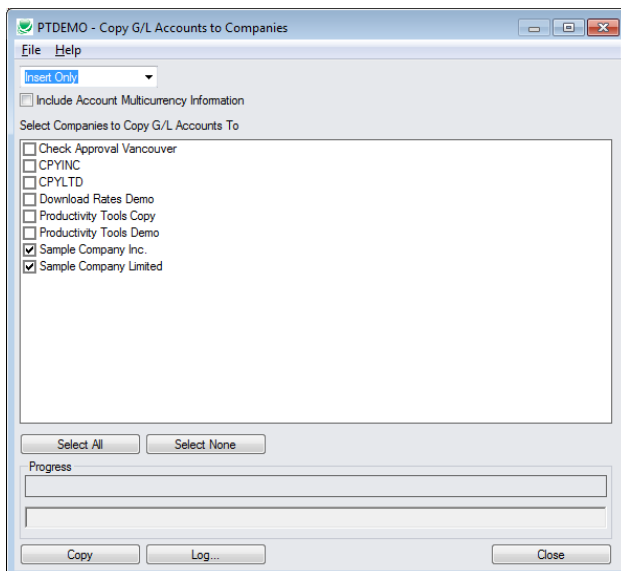 PTDEMO - Copy G/L Accounts to Companies
File Help
Insert Only
Include Account Multicurrency Information
Select Companies to Copy G/L Accounts To
Check Approval Vancouver
CPYINC
CPYLTD
Download Rates Demo
Productivity Tools Copy
Productivity Tools Demo
Sample Company Inc.
Sample Company Limited
Select All Select None
Progress
Copy Log... Close